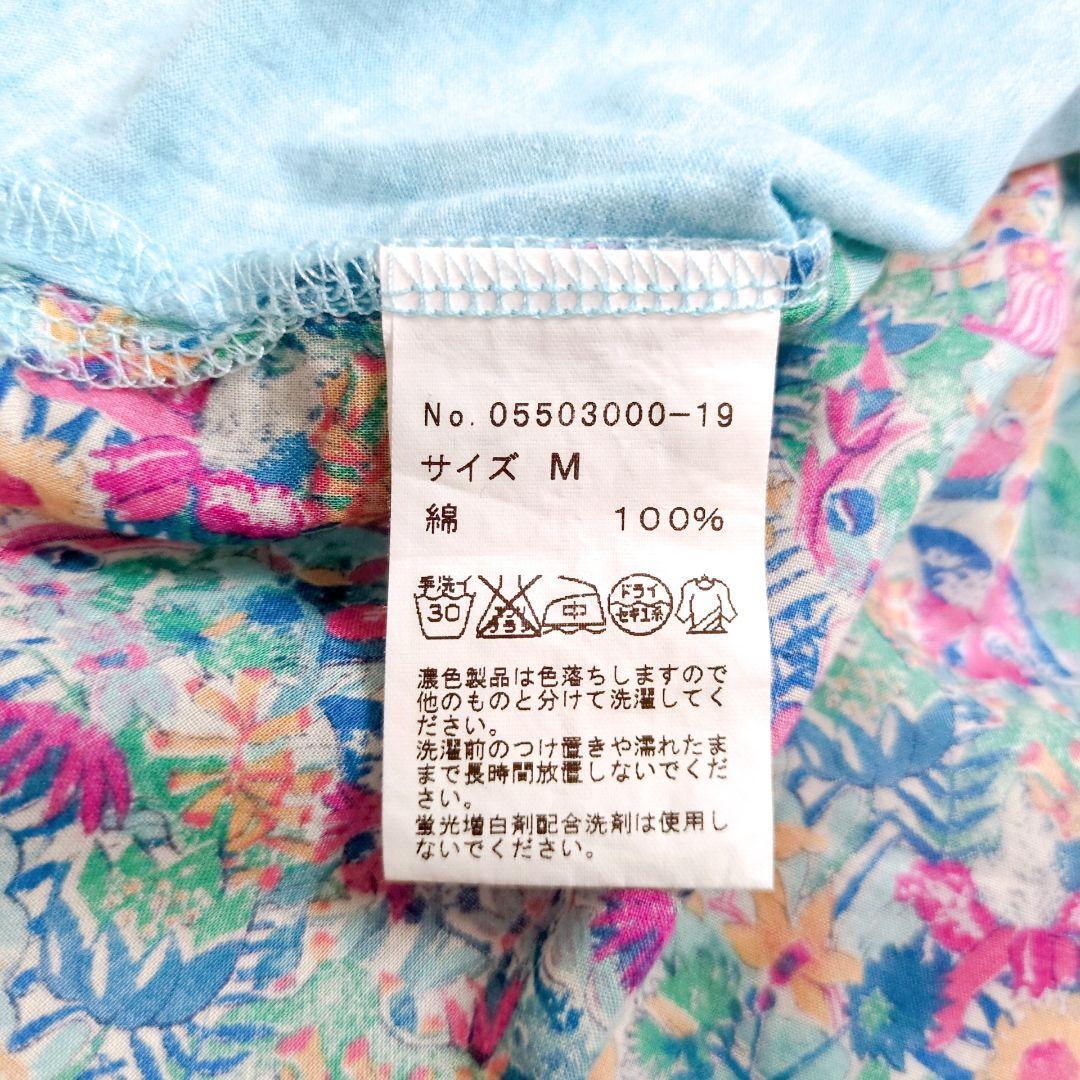 No. 05503000-19
サイズ M
綿 100%
手洗イ
30
中
ドライ
セキユ系
濃色製品は色落ちしますので
他のものと分けて洗濯してく
ださい。
洗濯前のつけ置きや濡れたま
まで長時間放置しないでくだ
さい。
蛍光増白剤配合洗剤は使用し
ないでください。